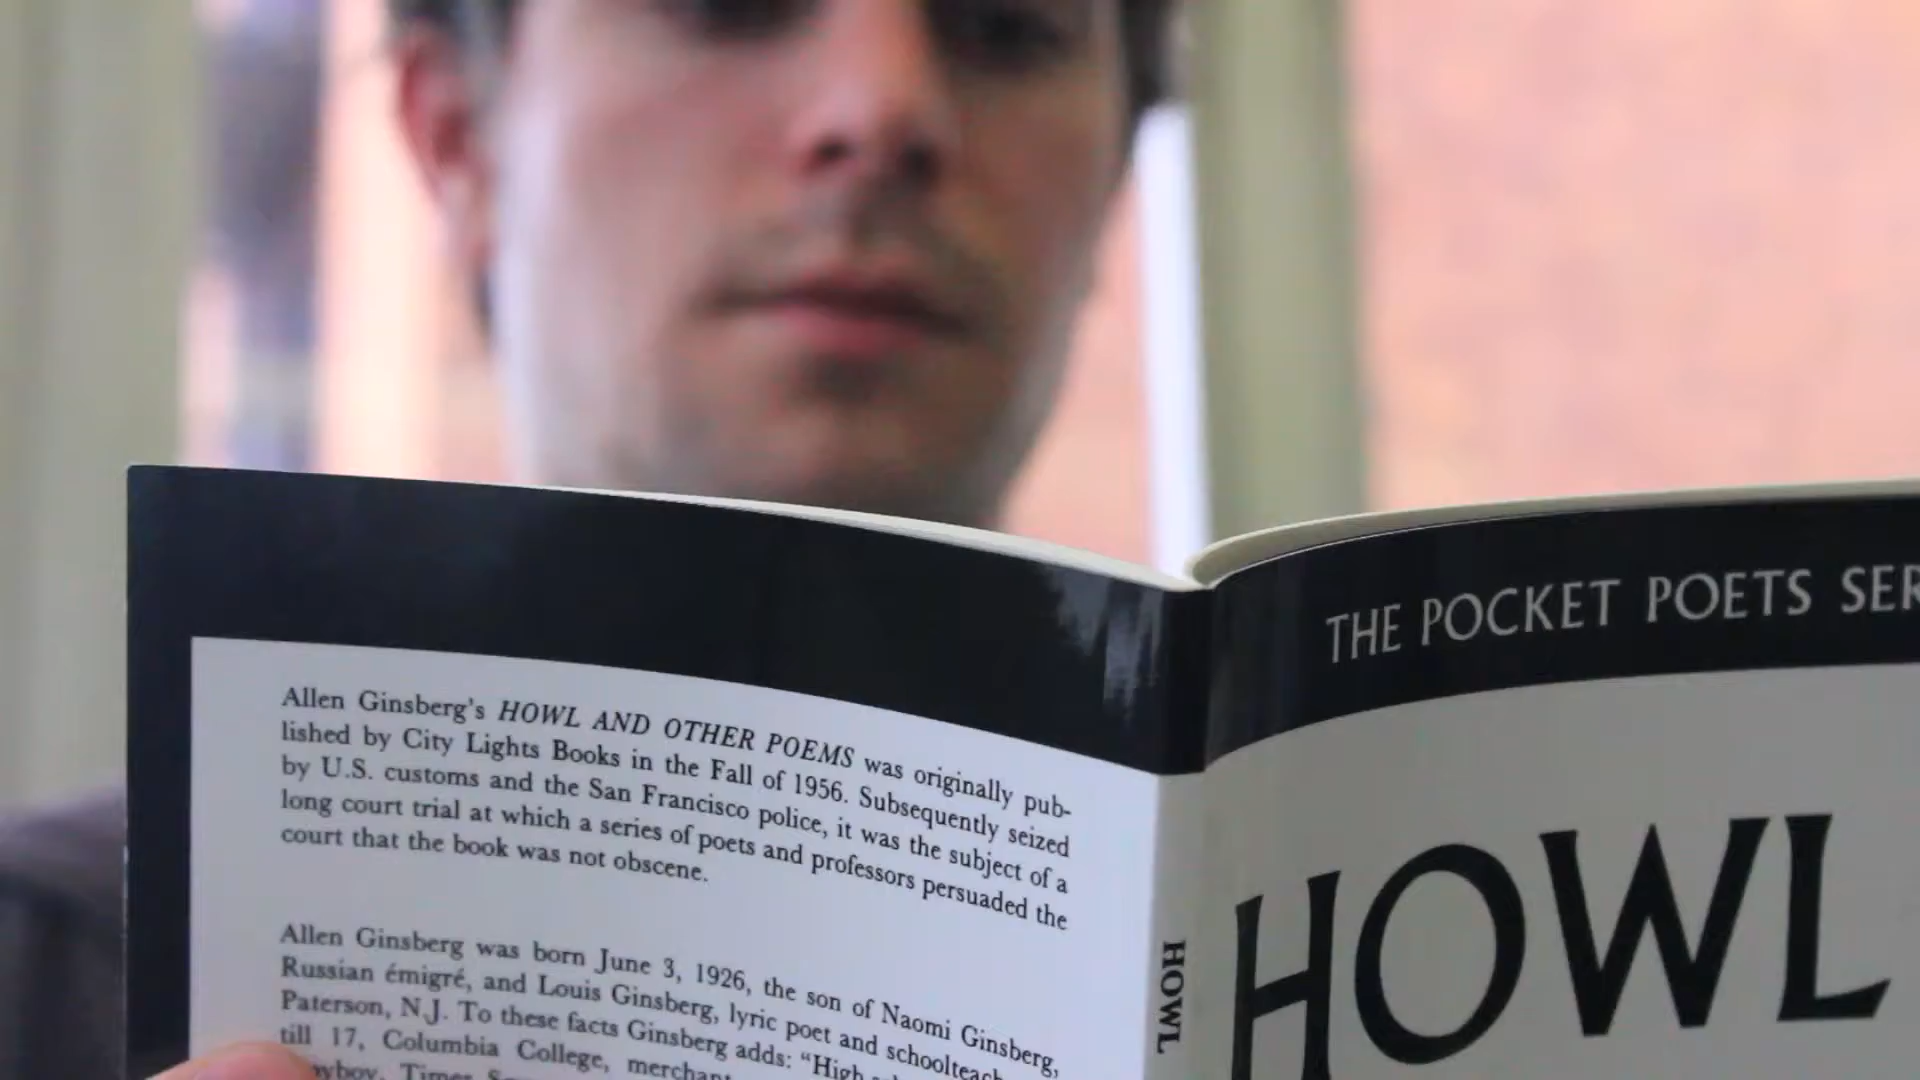 Allen Ginsberg's HOWL AND OTHER POEMS was originally pub-
lished by City Lights Books in the Fall of 1956. Subsequently seized
by U.S. customs and the San Francisco police, it was the subject of a
long court trial at which a series of poets and professors persuaded the
court that the book was not obscene.
Allen Ginsberg was born June 3, 1926, the son of Naomi Ginsberg,
Russian émigré, and Louis Ginsberg, lyric poet and schoolteach
Paterson, N.J. To these facts Ginsberg adds: "High
till 17, Columbia College, merchant
Times
HOWL
THE POCKET POETS SER
HOWL